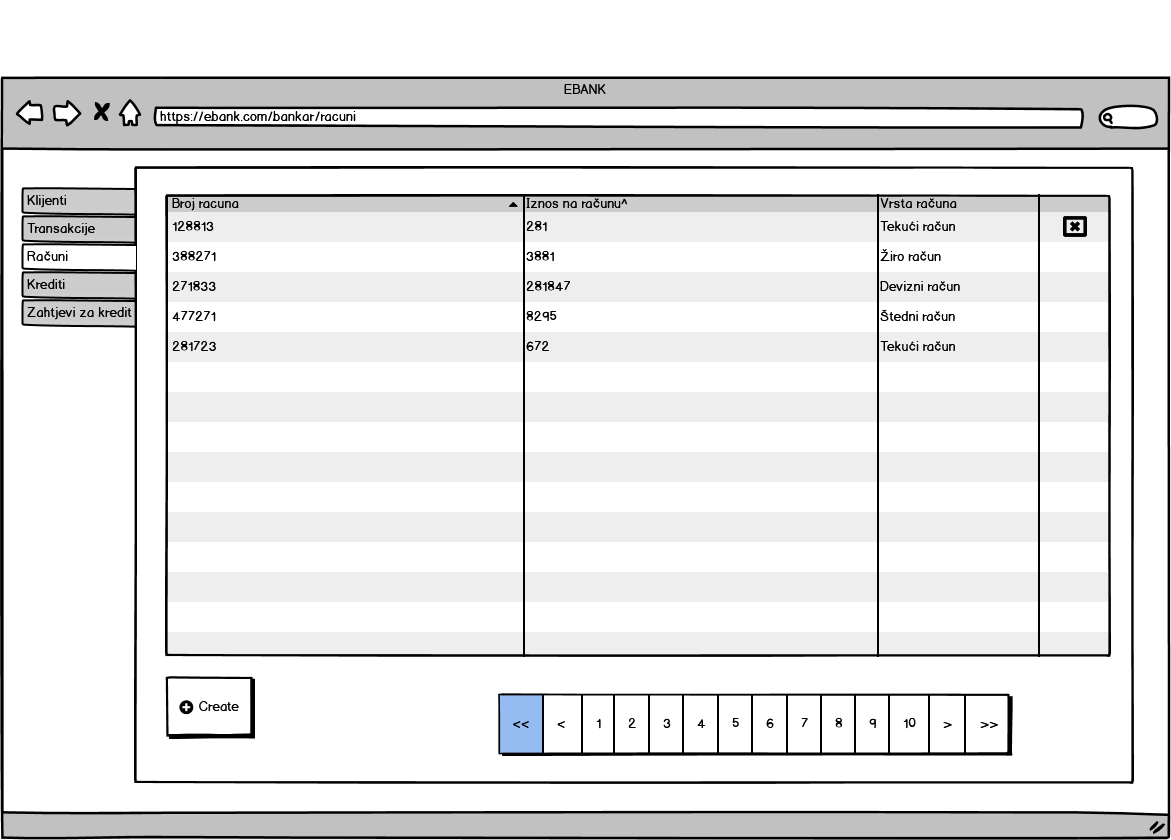 EBANK
https://ebank.com/bankar/racuni
Klijenti
Transakcije
Računi
Krediti
Zahtjevi za kredit
Broj racuna Iznos na računu^ Vrsta računa
128813 281 Tekući račun
388271 3881 Žiro račun
271833 281847 Devizni račun
477271 8295 Štedni račun
281723 672 Tekući račun
Create
<< < 1 2 3 4 5 6 7 8 9 10 > >>